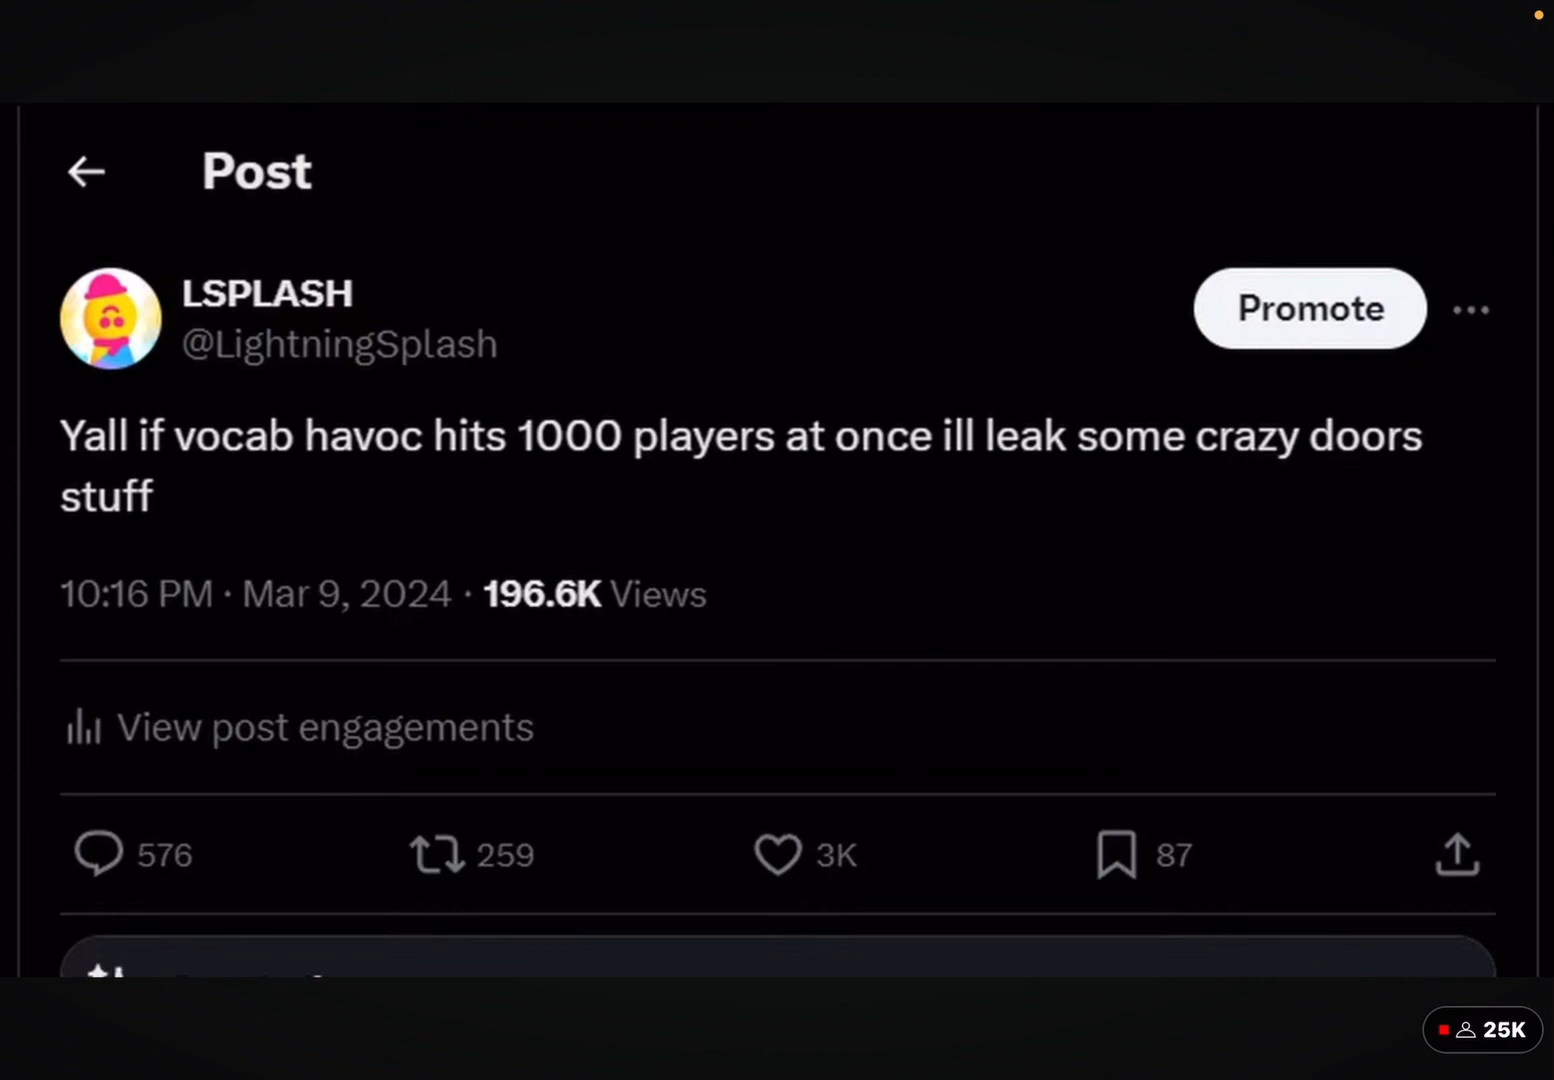 Post
LSPLASH
@LightningSplash
Promote
Yall if vocab havoc hits 1000 players at once ill leak some crazy doors
stuff
10:16 PM · Mar 9, 2024 · 196.6K Views
View post engagements
576 259 3K 87
25K